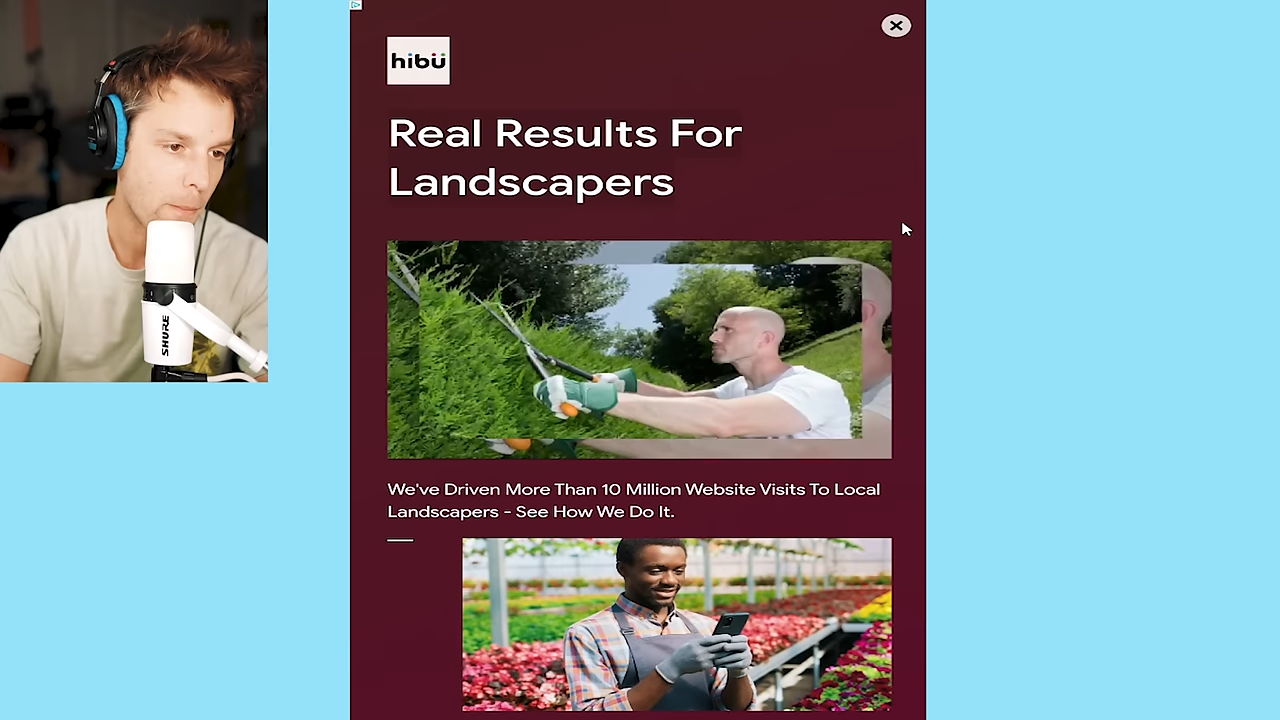 hibu
Real Results For
Landscapers
We've Driven More Than 10 Million Website Visits To Local
Landscapers - See How We Do It.
SHURE